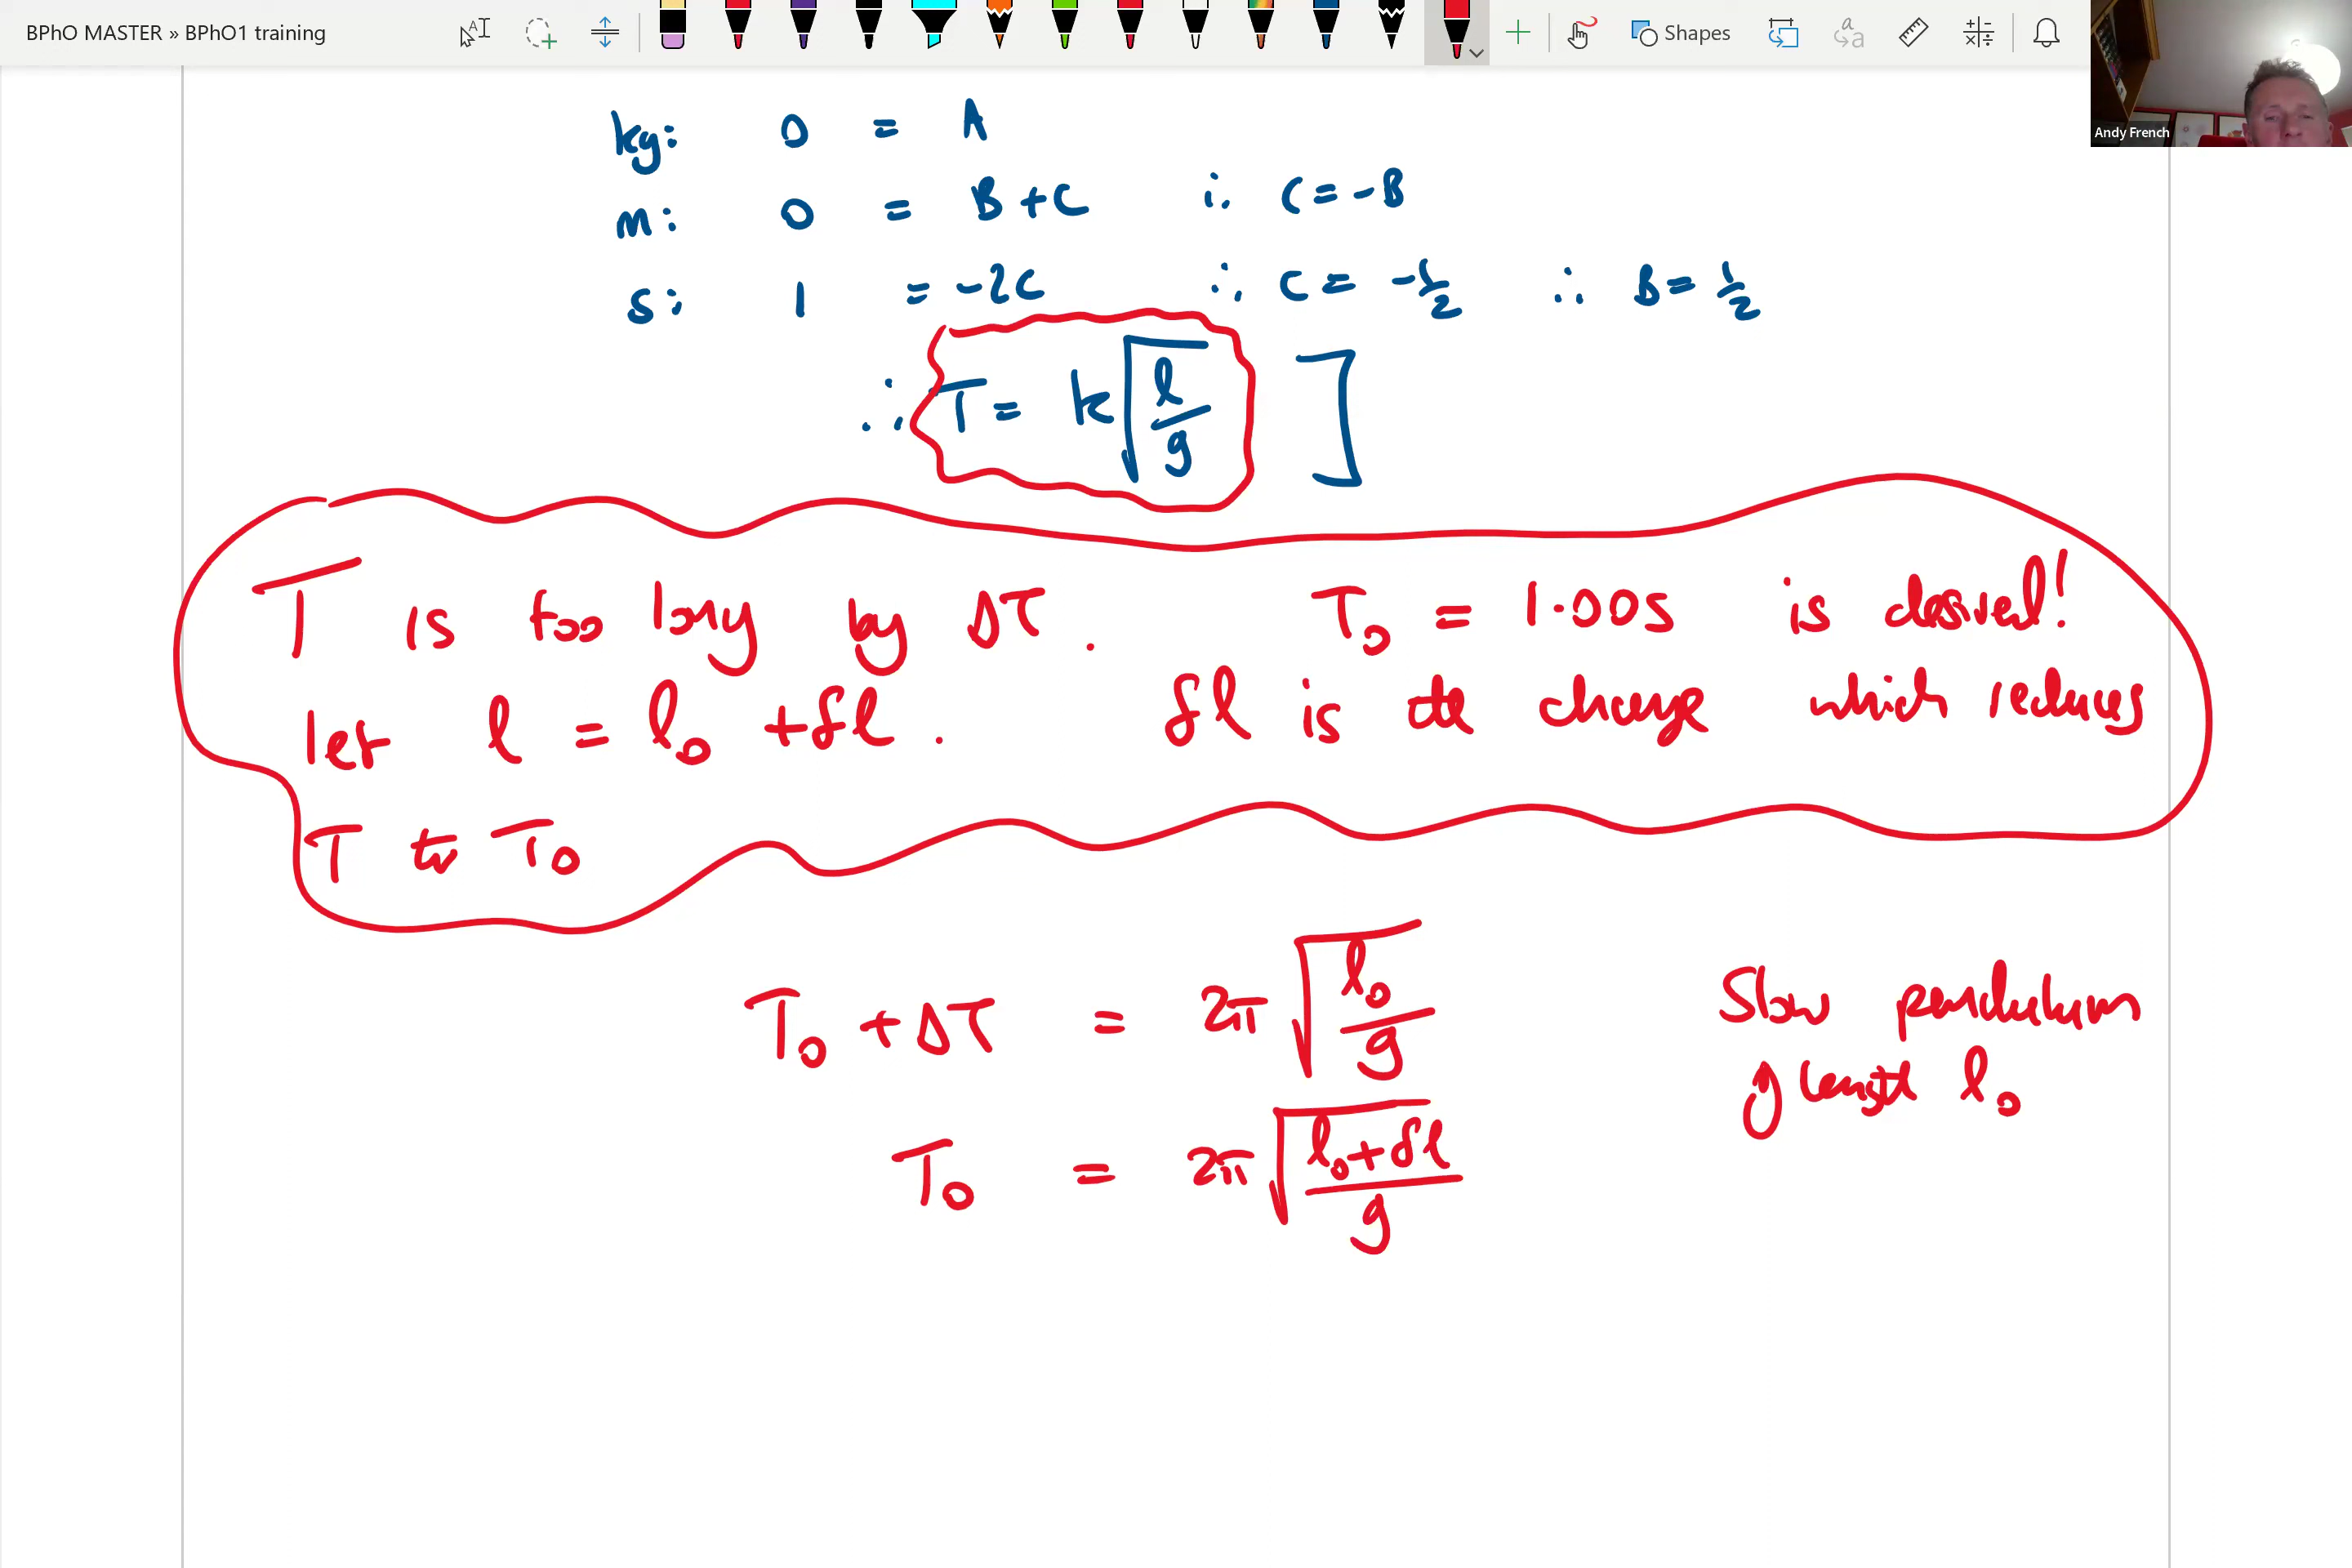 BPhO MASTER » BPhO1 training
Shapes
Andy French
kg: 0 = A
m: 0 = B + C ∴ C = -B
s: 1 = -2C ∴ C = -1/2 ∴ B = 1/2
∴ T = k √(l/g) ]
T is too long by ΔT. T₀ = 1.00s is desired!
let l = l₀ + δl. δl is the change which reduces
T to T₀
T₀ + ΔT = 2π √(l₀/g) Slow pendulum
of length l₀
T₀ = 2π √((l₀+δl)/g)